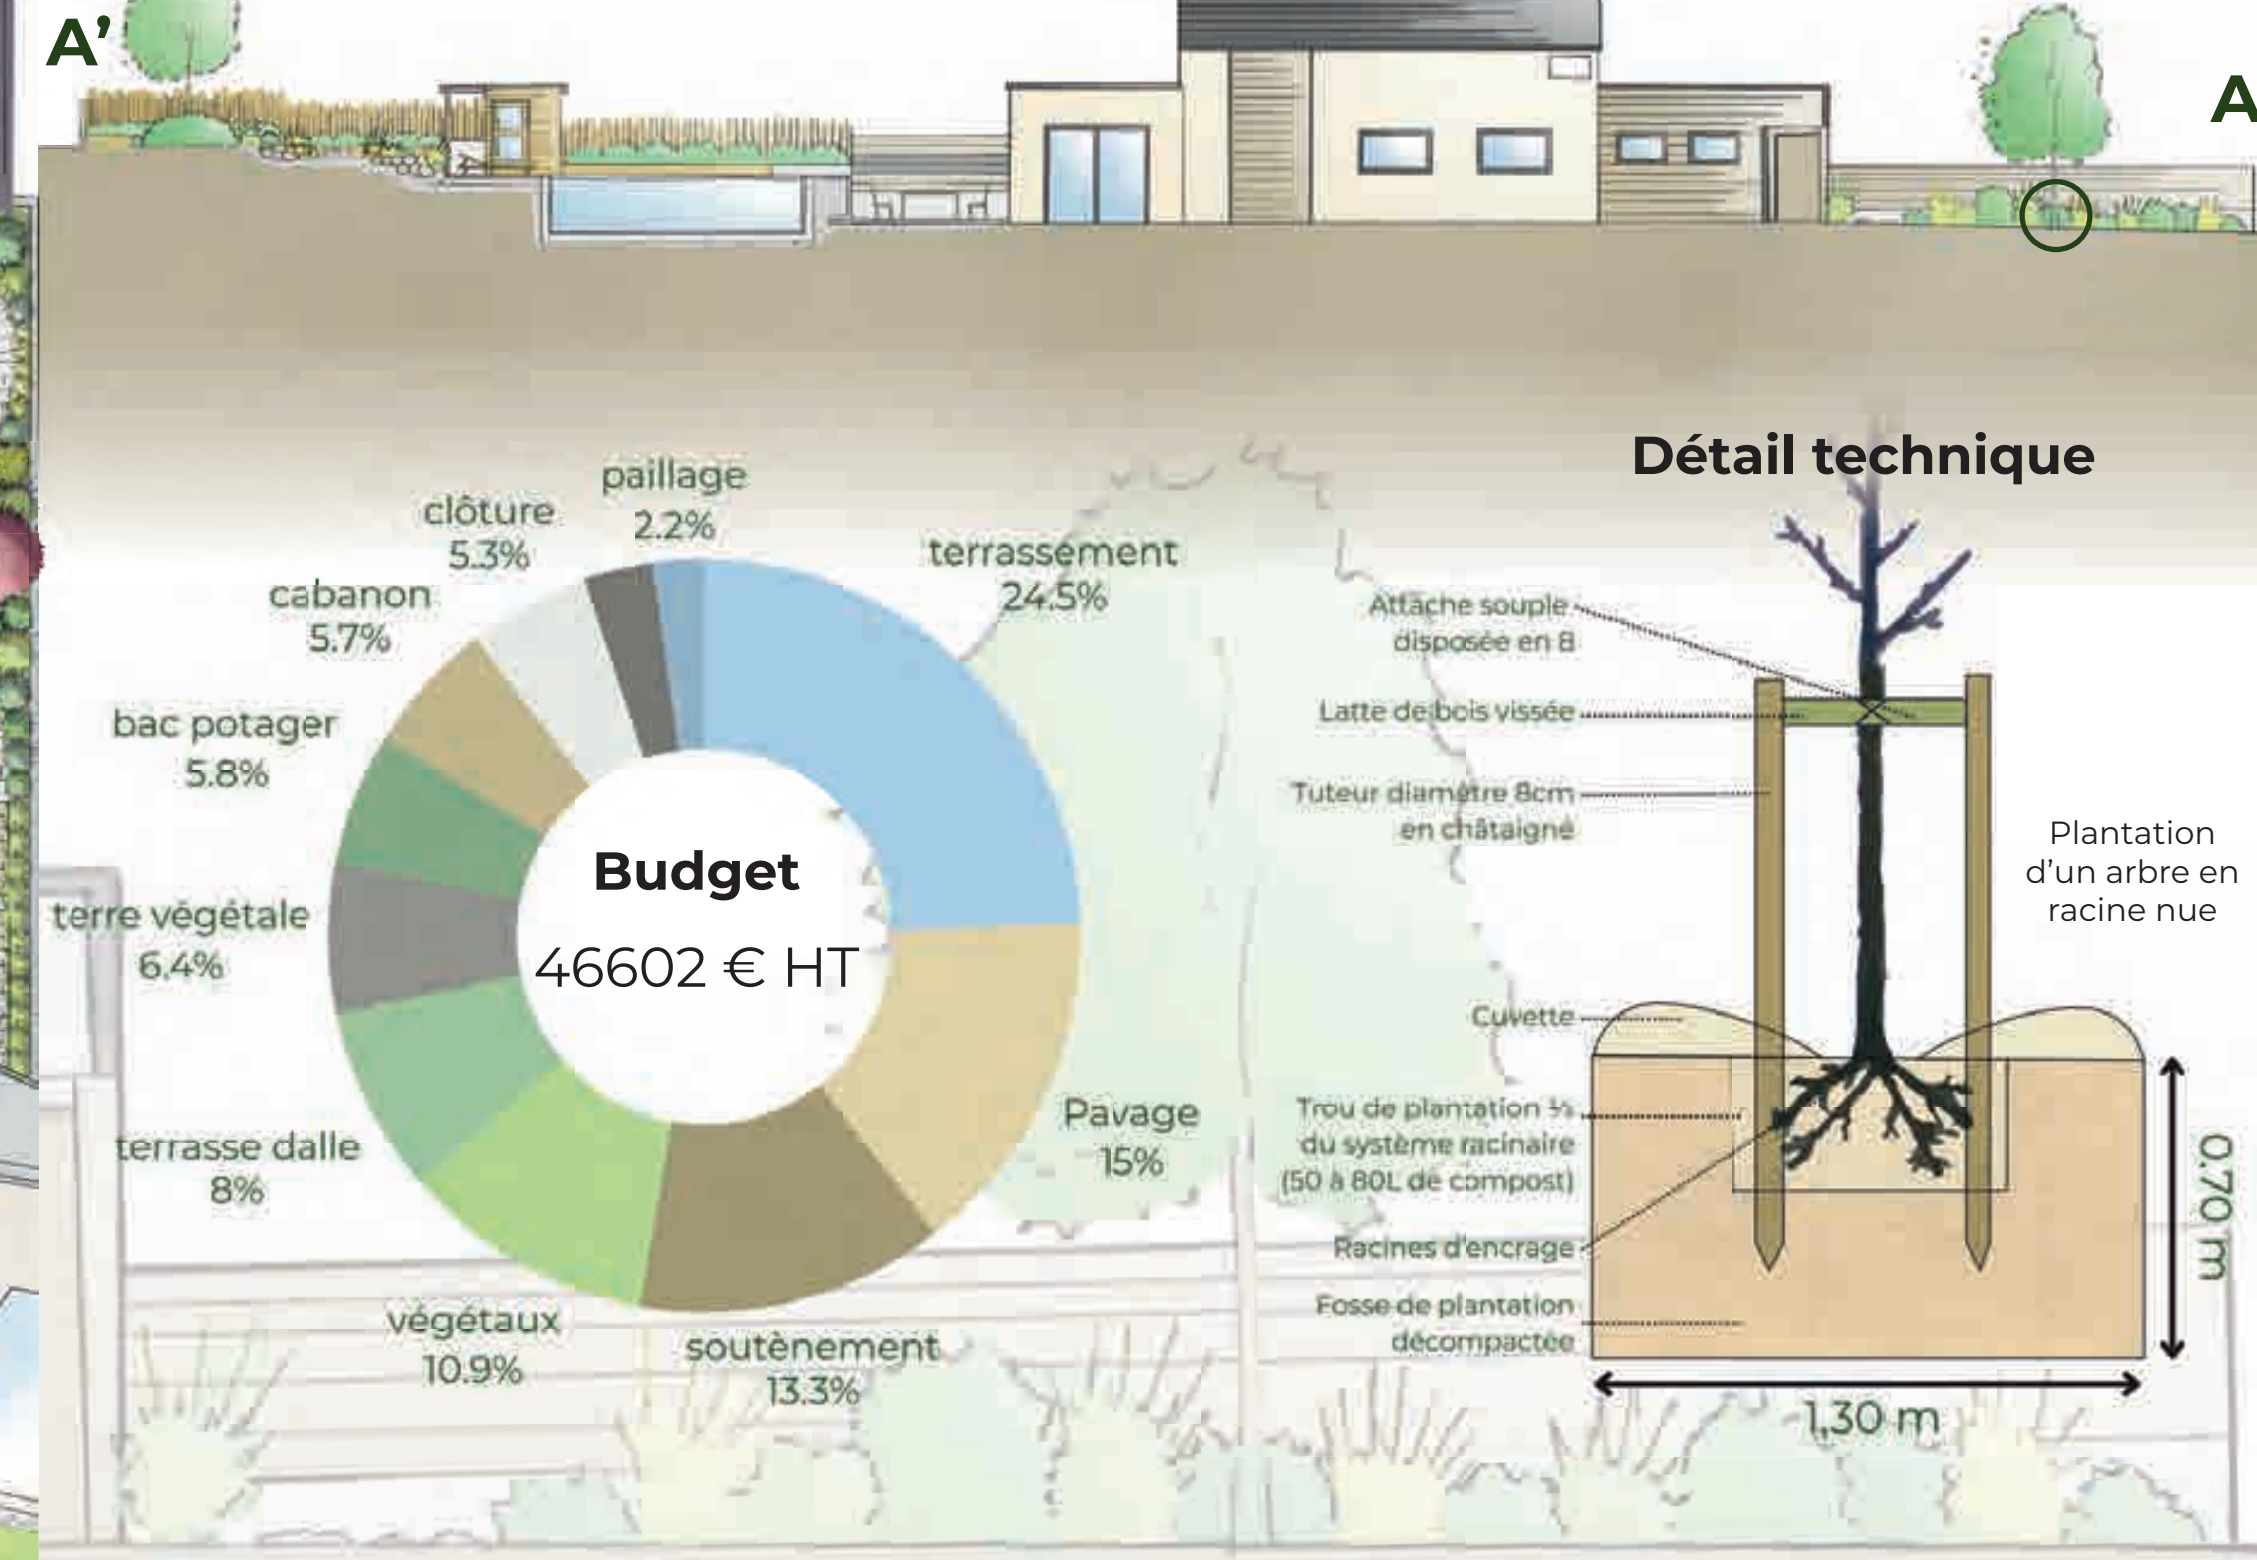 A’
A
paillage
2.2%
clôture
5.3%
cabanon
5.7%
bac potager
5.8%
terre végétale
6.4%
terrasse dalle
8%
végétaux
10.9%
soutènement
13.3%
Pavage
15%
terrassement
24.5%
Budget
46602 € HT
Détail technique
Attache souple
disposée en 8
Latte de bois vissée
Tuteur diamètre 8cm
en châtaigné
Cuvette
Trou de plantation
du système racinaire
(50 à 80L de compost)
Racines d'encrage
Fosse de plantation
décompactée
Plantation
d’un arbre en
racine nue
0.70 m
1,30 m